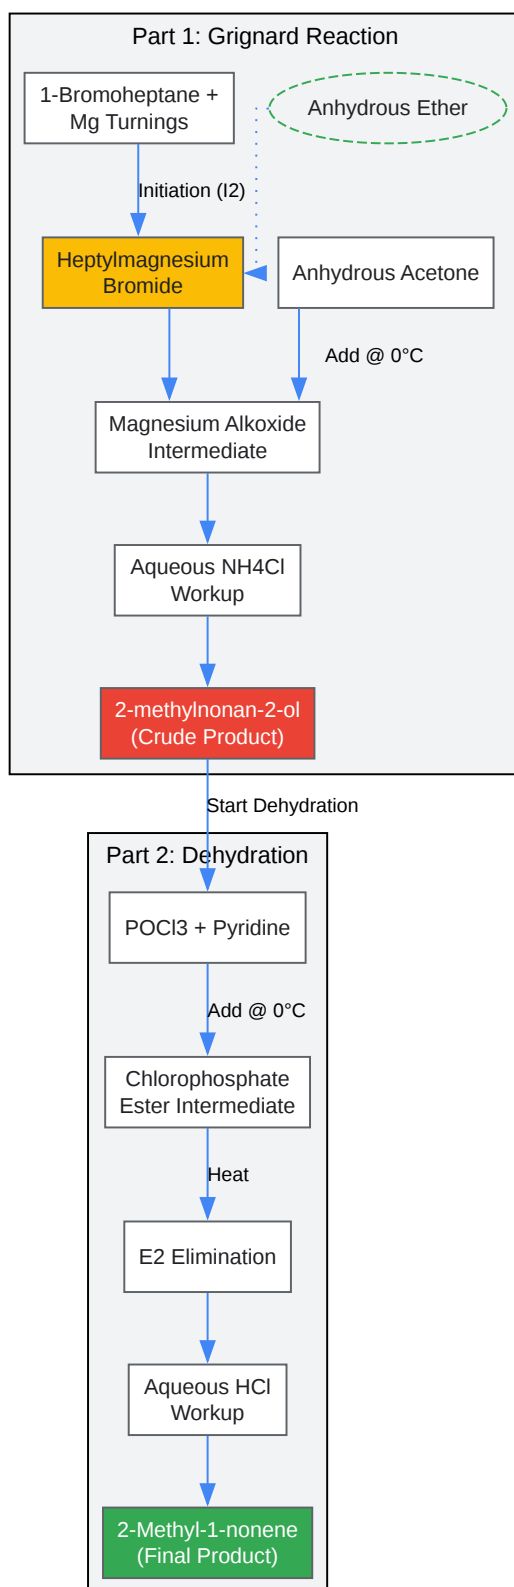 Part 1: Grignard Reaction
1-Bromoheptane +
Mg Turnings
Anhydrous Ether
Initiation (I2)
Heptylmagnesium
Bromide
Anhydrous Acetone
Add @ 0°C
Magnesium Alkoxide
Intermediate
Aqueous NH4Cl
Workup
2-methylnonan-2-ol
(Crude Product)
Start Dehydration
Part 2: Dehydration
POCl3 + Pyridine
Add @ 0°C
Chlorophosphate
Ester Intermediate
Heat
E2 Elimination
Aqueous HCl
Workup
2-Methyl-1-nonene
(Final Product)